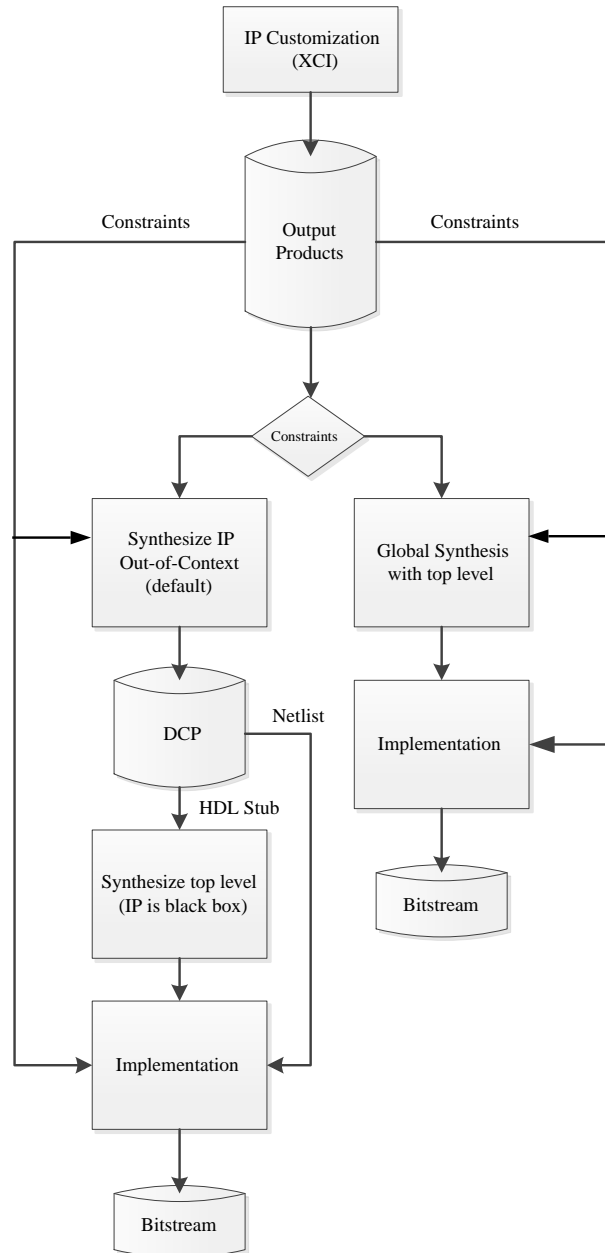 IP Customization
(XCI)
Constraints
Output
Products
Constraints
Constraints
Synthesize IP
Out-of-Context
(default)
Global Synthesis
with top level
DCP
Netlist
Implementation
HDL Stub
Synthesize top level
(IP is black box)
Bitstream
Implementation
Bitstream